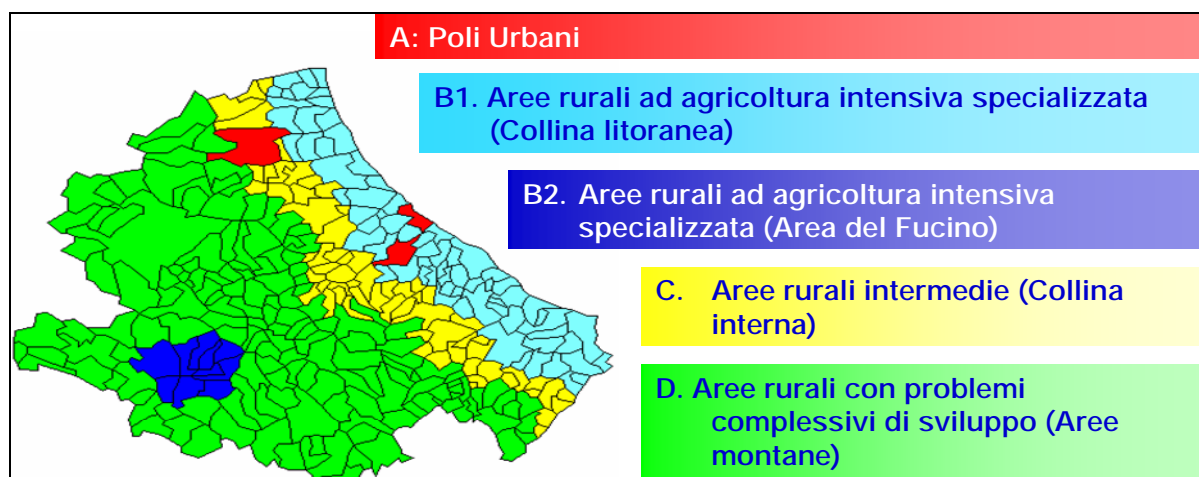 A: Poli Urbani
B1. Aree rurali ad agricoltura intensiva specializzata
(Collina litoranea)
B2. Aree rurali ad agricoltura intensiva
specializzata (Area del Fucino)
C. Aree rurali intermedie (Collina
interna)
D. Aree rurali con problemi
complessivi di sviluppo (Aree
montane)